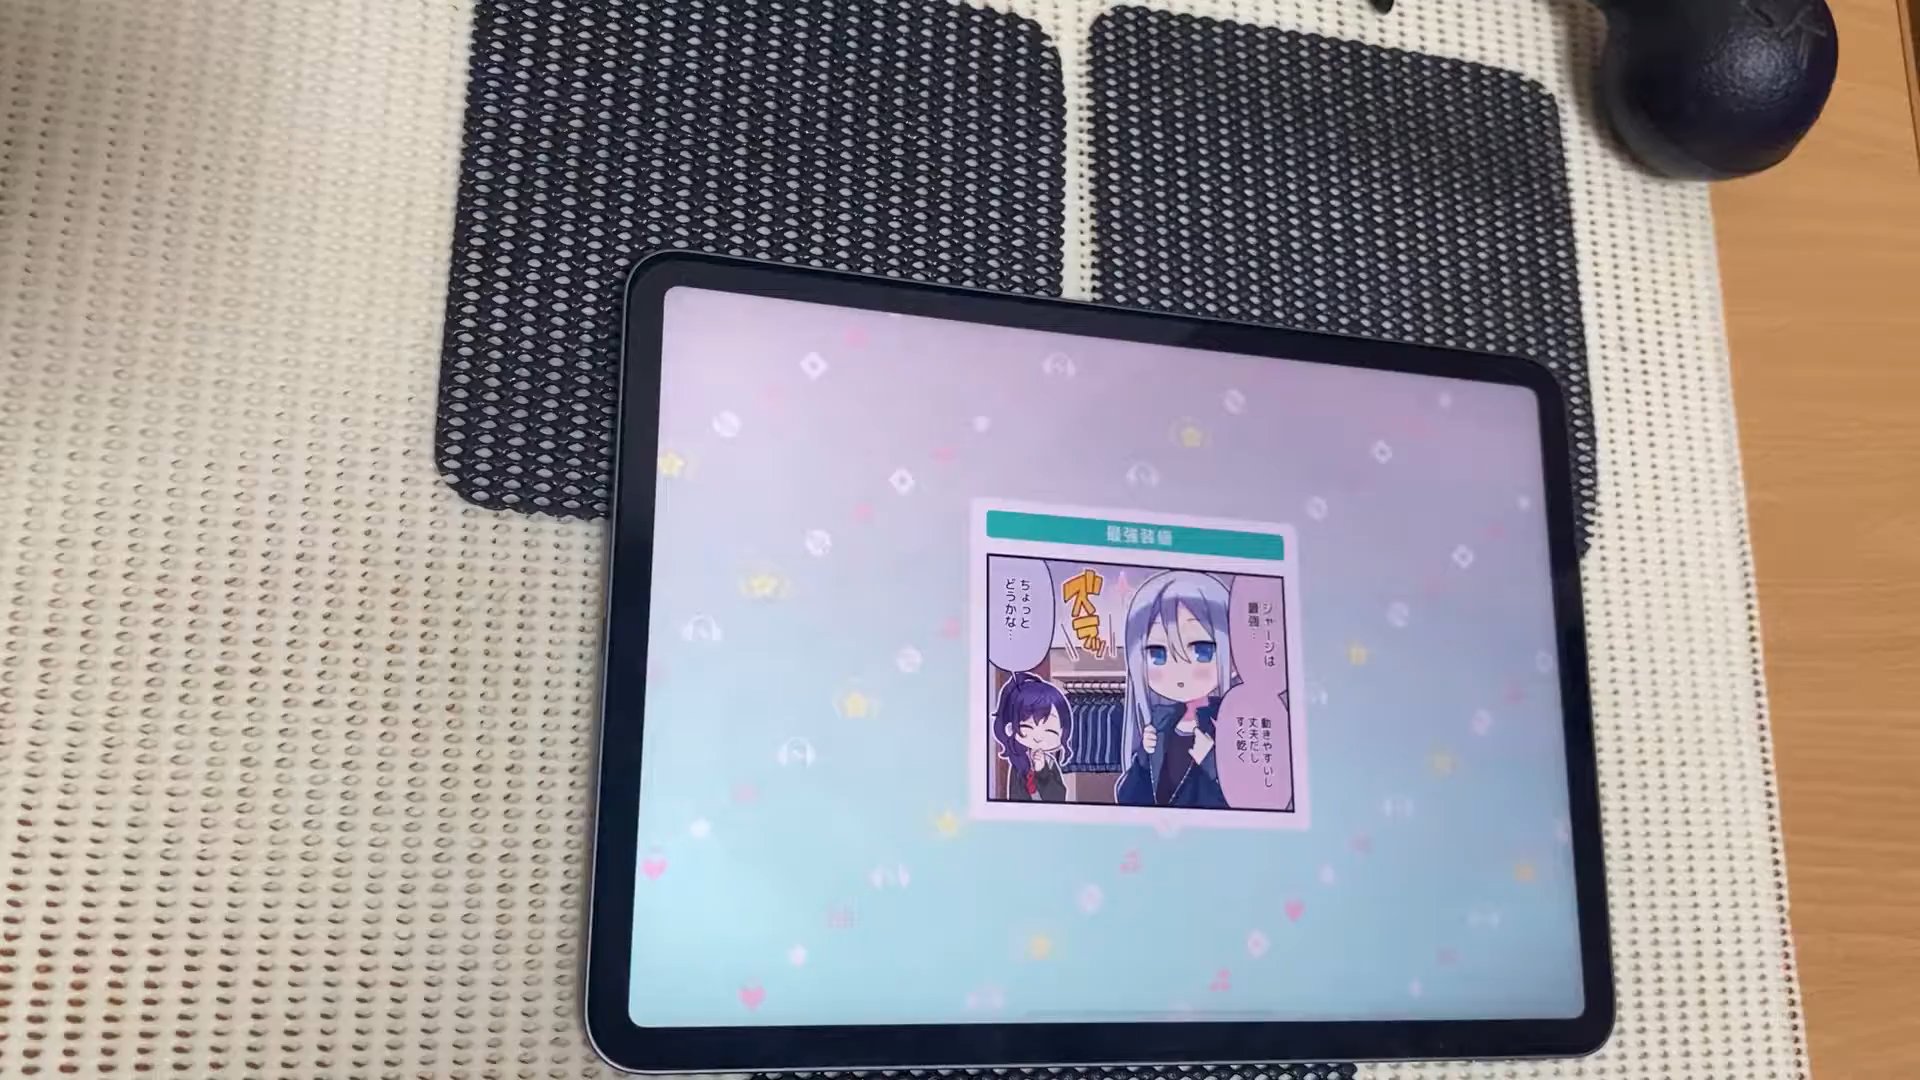 最強装備
ジャージは
最強…
動きやすいし
丈夫だし
すぐ乾く
ズラッ
ちょっと
どうかな…